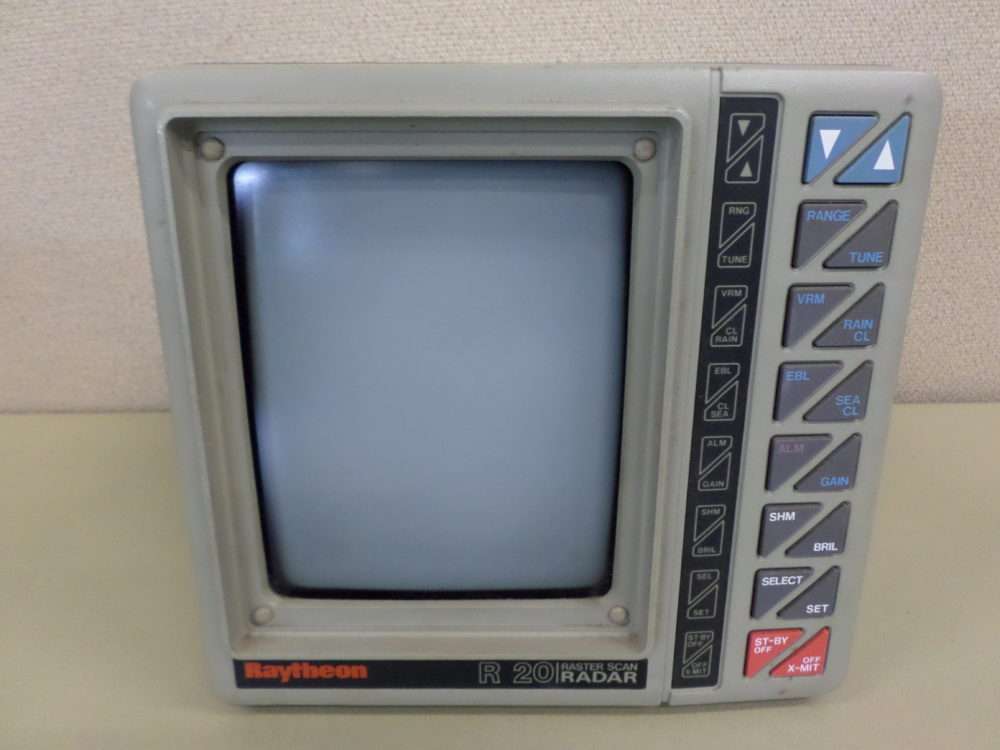 RNG
TUNE
VRM
CL
RAIN
EBL
CL
SEA
ALM
GAIN
SHM
BRIL
SEL
SET
ST-BY
OFF
OFF
X-MIT
RANGE
TUNE
VRM
RAIN
CL
EBL
SEA
CL
ALM
GAIN
SHM
BRIL
SELECT
SET
ST-BY
OFF
OFF
X-MIT
Raytheon
R 20
RASTER SCAN
RADAR